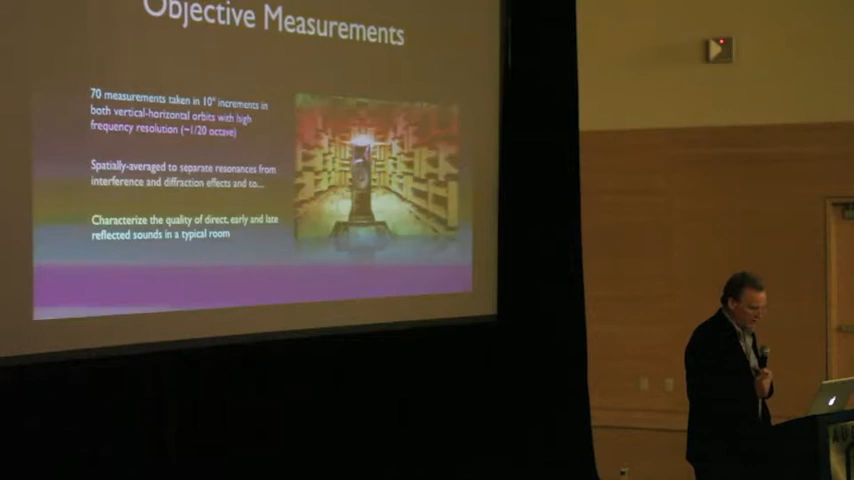 Objective Measurements
70 measurements taken in 10° increments in
both vertical-horizontal orbits with high
frequency resolution (~1/20 octave)
Spatially-averaged to separate resonances from
interference and diffraction effects and to...
Characterize the quality of direct, early and late
reflected sounds in a typical room
AU